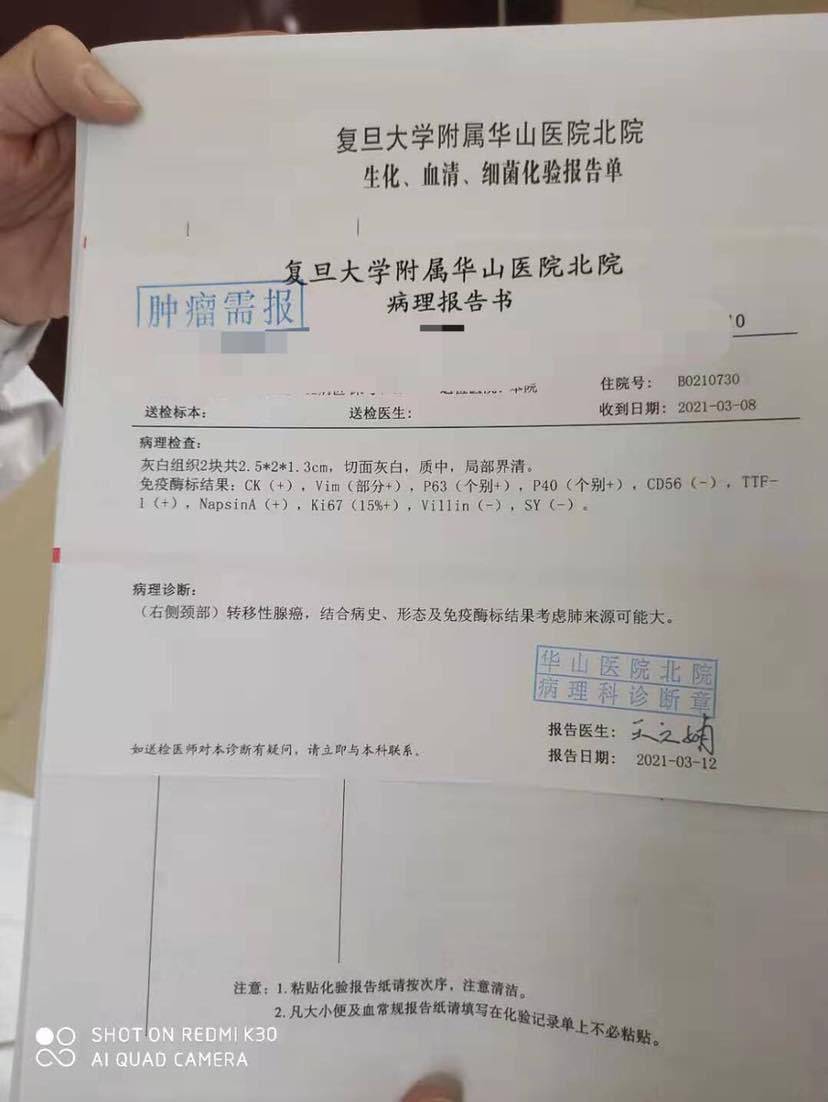 复旦大学附属华山医院北院
生化、血清、细菌化验报告单
复旦大学附属华山医院北院
病理报告书
肿瘤需报
住院号: B0210730
送检标本: 送检医生: 收到日期: 2021-03-08
病理检查:
灰白组织2块共2.5*2*1.3cm，切面灰白，质中，局部界清。
免疫酶标结果: CK（+），Vim（部分+），P63（个别+），P40（个别+），CD56（-），TTF-
1（+），NapsinA（+），Ki67（15%+），Villin（-），SY（-）。
病理诊断:
（右侧颈部）转移性腺癌，结合病史、形态及免疫酶标结果考虑肺来源可能大。
华山医院北院
病理科诊断章
报告医生:
如送检医师对本诊断有疑问，请立即与本科联系.
报告日期: 2021-03-12
注意: 1.粘贴化验报告纸请按次序，注意清洁。
2.凡大小便及血常规报告纸请填写在化验记录单上不必粘贴。
SHOT ON REDMI K30
AI QUAD CAMERA